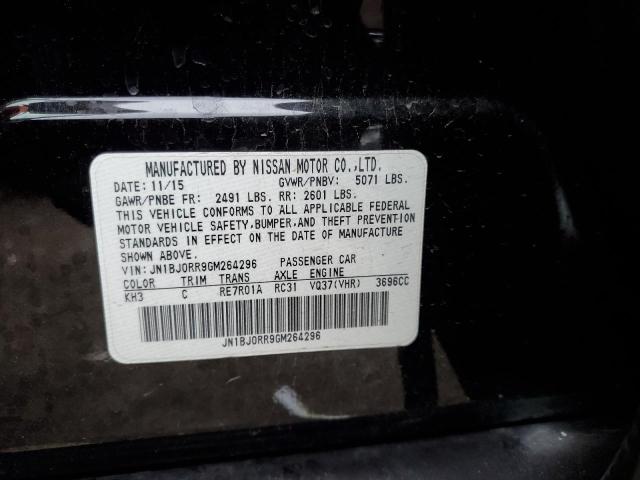 MANUFACTURED BY NISSAN MOTOR CO.,LTD.
DATE: 11/15 GVWR/PNBV: 5071 LBS.
GAWR/PNBE FR: 2491 LBS. RR: 2601 LBS.
THIS VEHICLE CONFORMS TO ALL APPLICABLE FEDERAL
MOTOR VEHICLE SAFETY, BUMPER, AND THEFT PREVENTION
STANDARDS IN EFFECT ON THE DATE OF MANUFACTURE
SHOWN ABOVE.
VIN: JN1BJ0RR9GM264296 PASSENGER CAR
COLOR TRIM TRANS AXLE ENGINE
KH3 C RE7R01A RC31 VQ37(VHR) 3696CC
JN1BJ0RR9GM264296